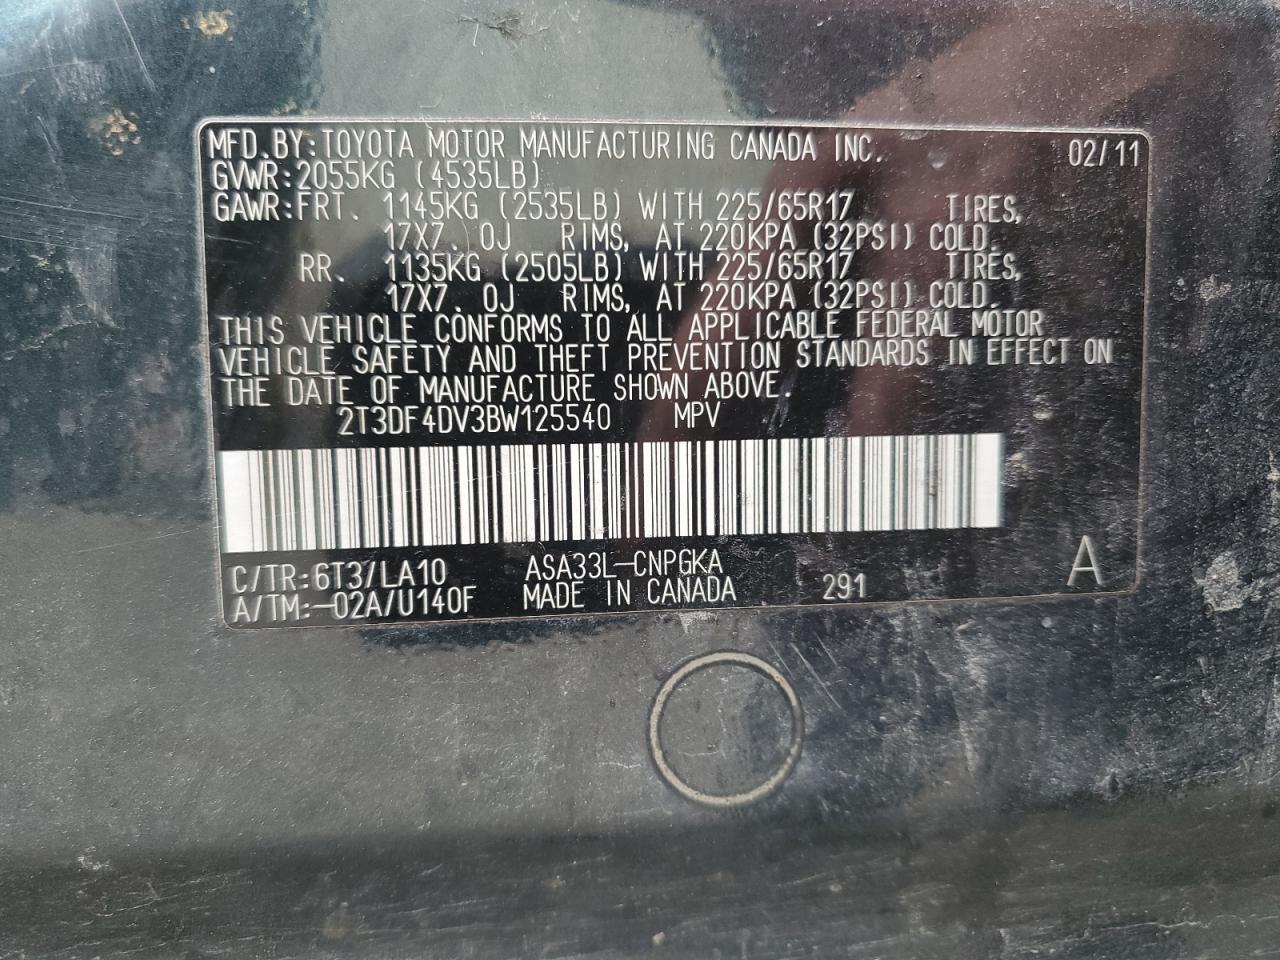 MFD.BY:TOYOTA MOTOR MANUFACTURING CANADA INC. 02/11
GVWR:2055KG (4535LB)
GAWR:FRT. 1145KG (2535LB) WITH 225/65R17 TIRES,
17X7.0J RIMS, AT 220KPA (32PSI) COLD.
RR. 1135KG (2505LB) WITH 225/65R17 TIRES,
17X7.0J RIMS, AT 220KPA (32PSI) COLD.
THIS VEHICLE CONFORMS TO ALL APPLICABLE FEDERAL MOTOR
VEHICLE SAFETY AND THEFT PREVENTION STANDARDS IN EFFECT ON
THE DATE OF MANUFACTURE SHOWN ABOVE.
2T3DF4DV3BW125540 MPV
C/TR:6T3/LA10 ASA33L-CNPGKA
A/TM:-02A/U140F MADE IN CANADA 291 A